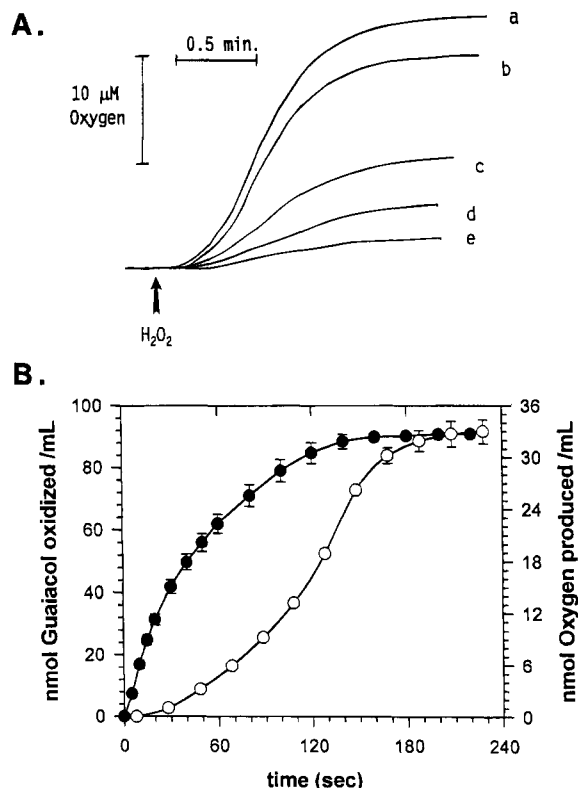 A.
0.5 min.
10 µM
Oxygen
a
b
c
d
e
H₂O₂
B.
nmol Guaiacol oxidized /mL
100
80
60
40
20
0
36
30
24
18
12
6
0
nmol Oxygen produced /mL
0 60 120 180 240
time (sec)